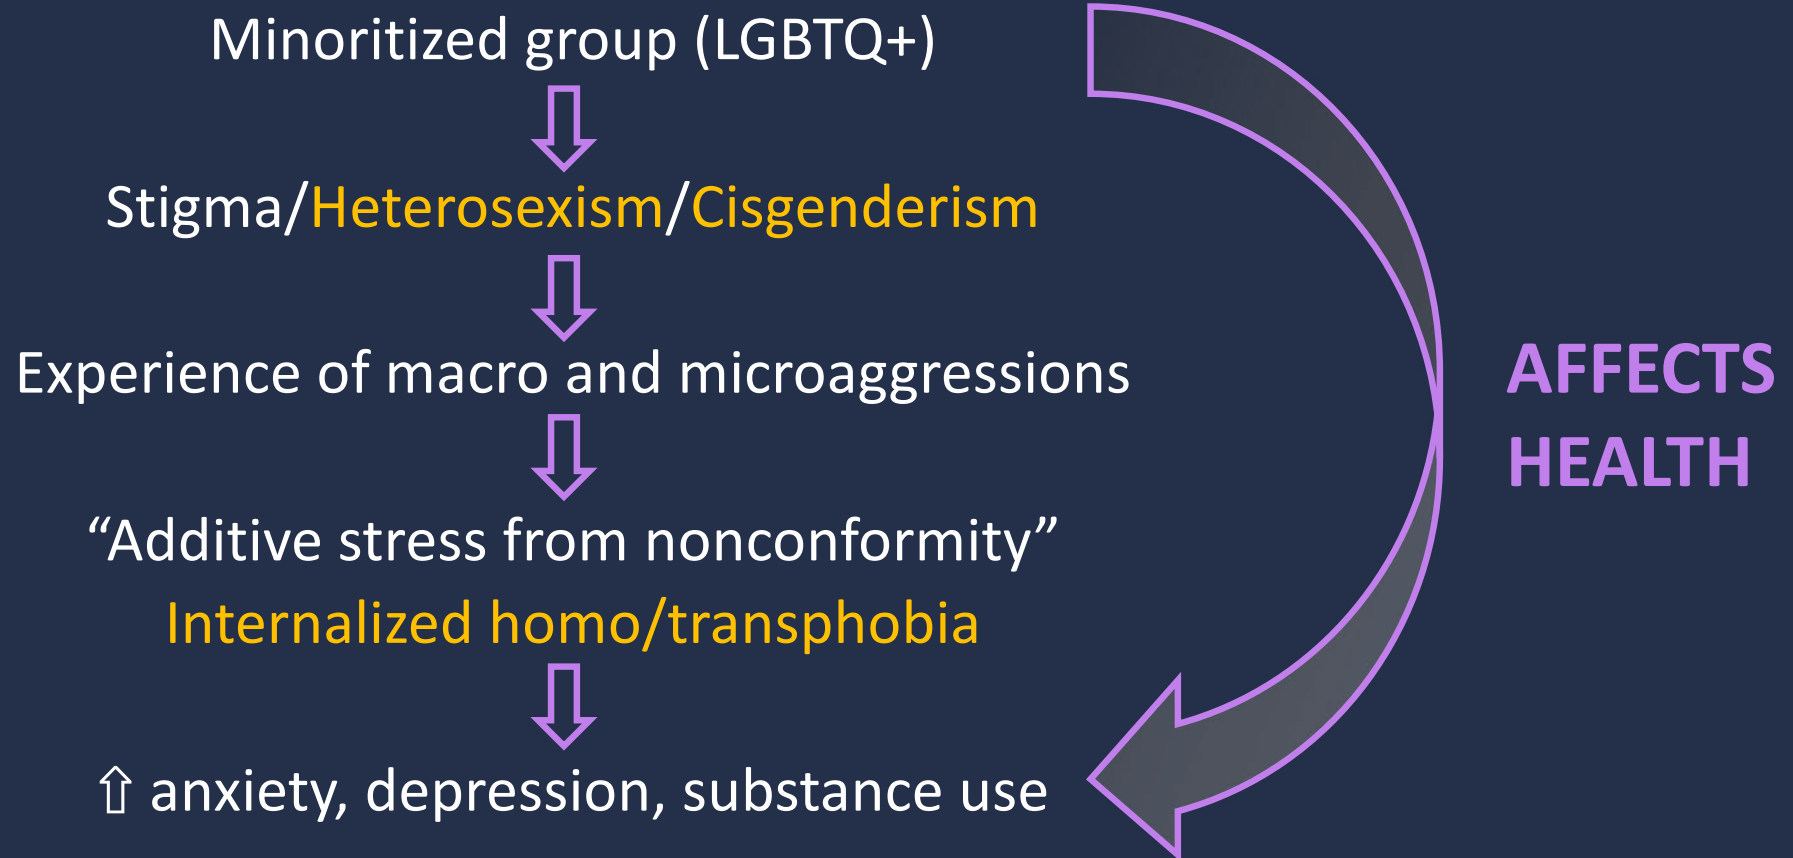 Minoritized group (LGBTQ+)
Stigma/Heterosexism/Cisgenderism
Experience of macro and microaggressions
“Additive stress from nonconformity”
Internalized homo/transphobia
⇧ anxiety, depression, substance use
AFFECTS
HEALTH